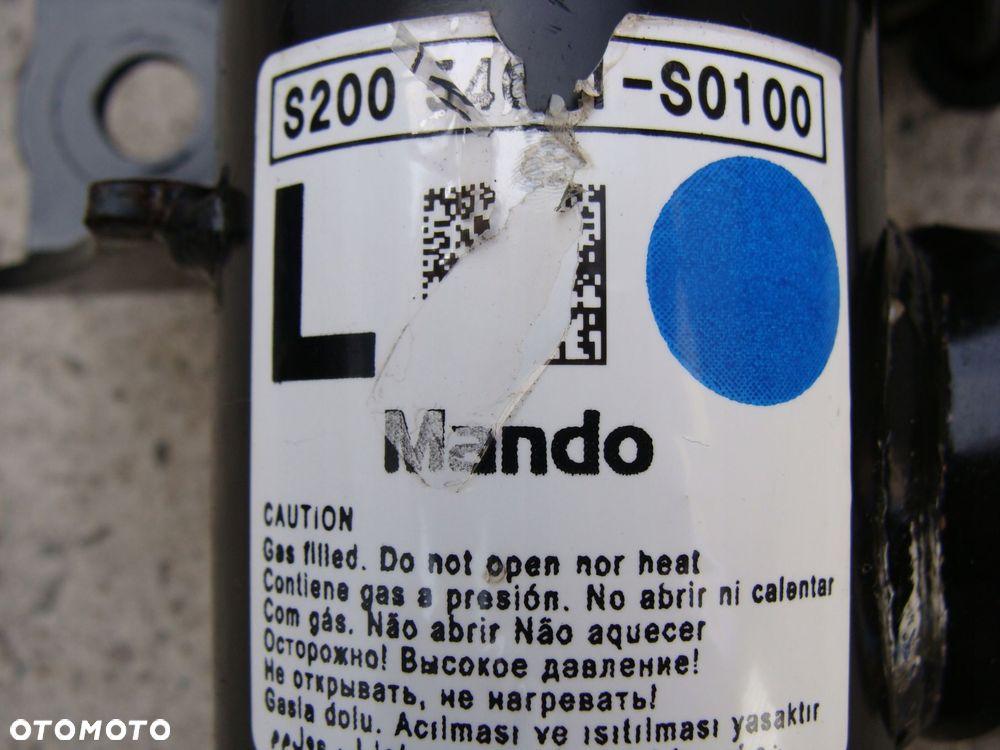 S200 -S0100
L
Mando
CAUTION
Gas filled. Do not open nor heat
Contiene gas a presión. No abrir ni calentar
Com gás. Não abrir Não aquecer
Осторожно! Высокое давление!
Не открывать, не нагревать!
Gasla dolu. Acılması ve ısıtılması yasaktır
OTOMOTO